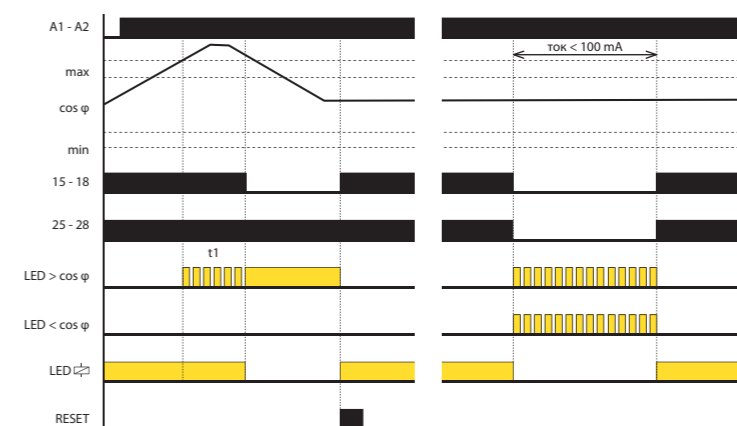 A1 - A2
ток < 100 mA
max
cos φ
min
15 - 18
25 - 28
t1
LED > cos φ
LED < cos φ
LED
RESET